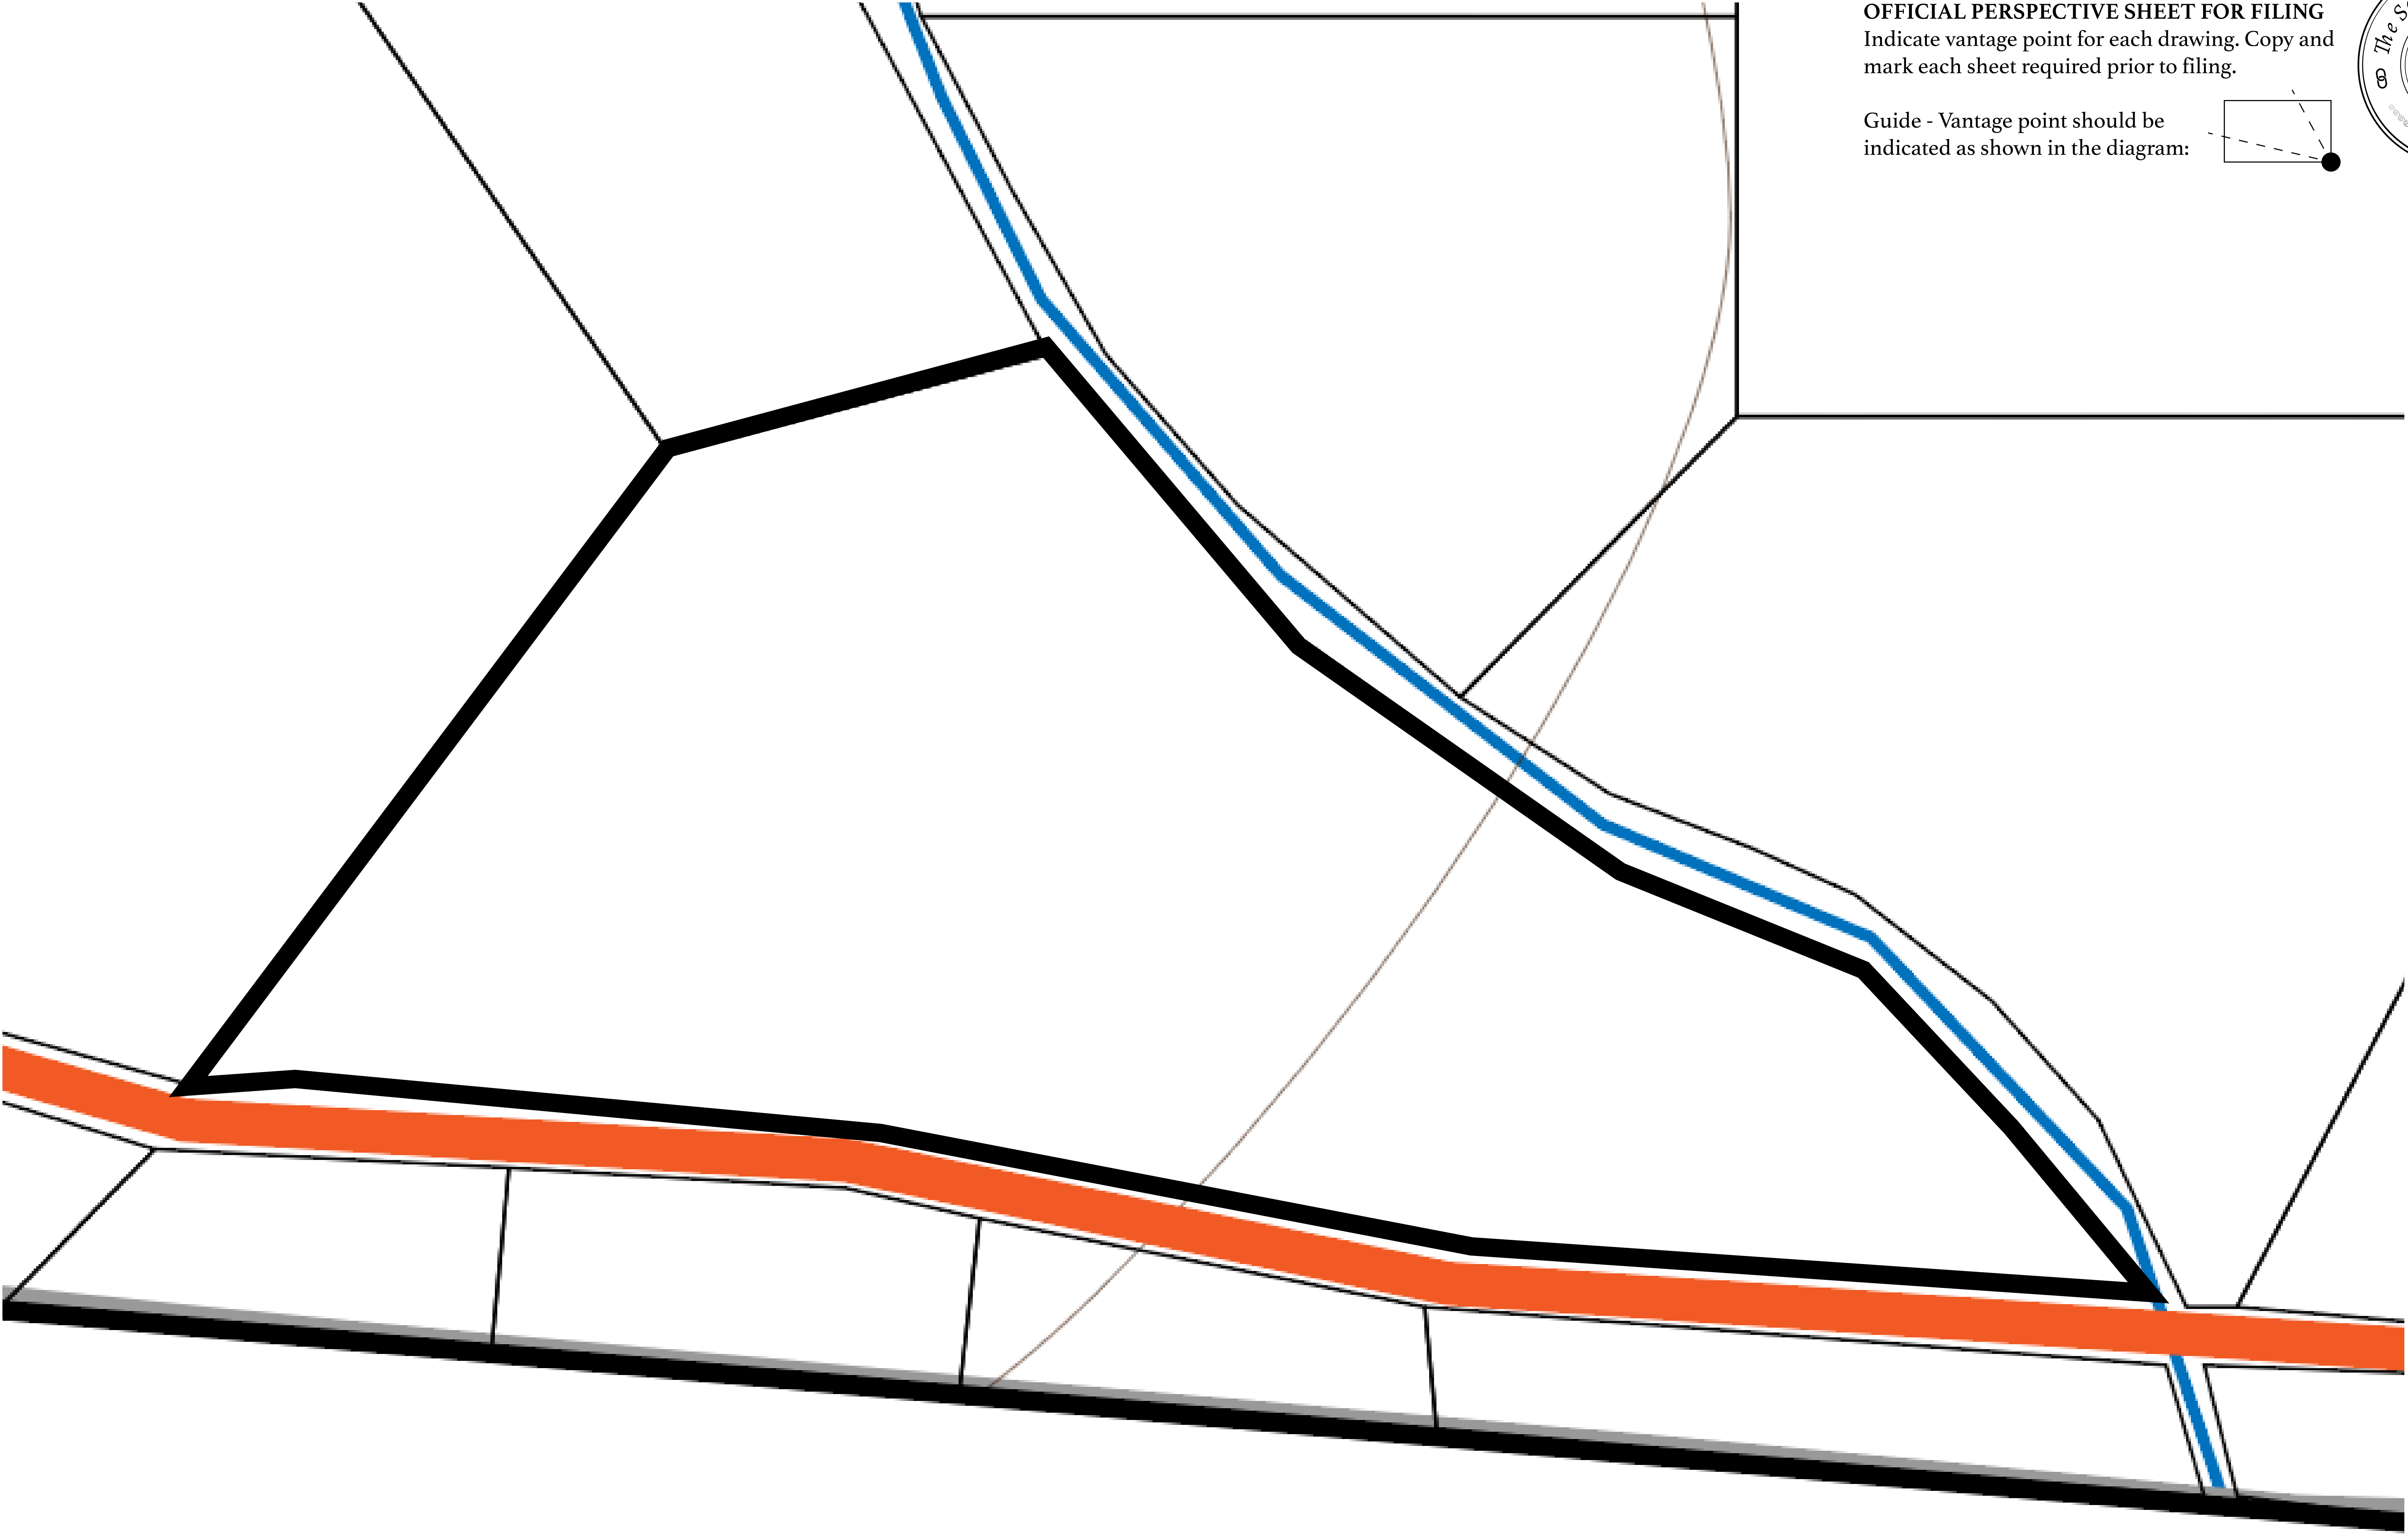 OFFICIAL PERSPECTIVE SHEET FOR FILING
Indicate vantage point for each drawing. Copy and
mark each sheet required prior to filing.
Guide - Vantage point should be
indicated as shown in the diagram:
The